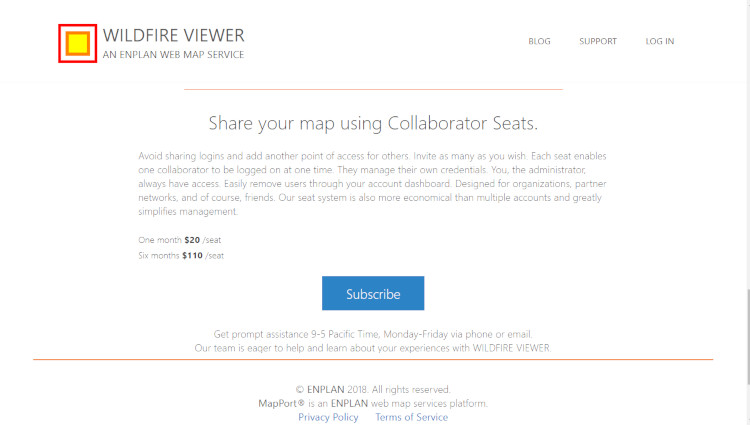 WILDFIRE VIEWER
AN ENPLAN WEB MAP SERVICE
BLOG SUPPORT LOG IN
Share your map using Collaborator Seats.
Avoid sharing logins and add another point of access for others. Invite as many as you wish. Each seat enables
one collaborator to be logged on at one time. They manage their own credentials. You, the administrator,
always have access. Easily remove users through your account dashboard. Designed for organizations, partner
networks, and of course, friends. Our seat system is also more economical than multiple accounts and greatly
simplifies management.
One month $20 /seat
Six months $110 /seat
Subscribe
Get prompt assistance 9-5 Pacific Time, Monday-Friday via phone or email.
Our team is eager to help and learn about your experiences with WILDFIRE VIEWER.
© ENPLAN 2018. All rights reserved.
MapPort® is an ENPLAN web map services platform.
Privacy Policy Terms of Service